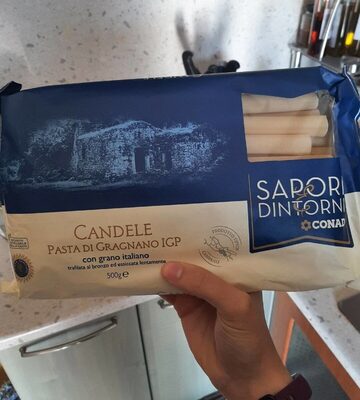 SAPORI
DINTORNI
CONAD
CANDELE
PASTA DI GRAGNANO IGP
con grano italiano
trafilata al bronzo ed essiccata lentamente
500g e